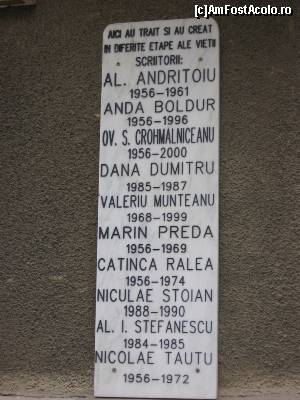 (c)AmFostAcolo.ro
AICI AU TRAIT SI AU CREAT
IN DIFERITE ETAPE ALE VIETII
SCRIITORII:
AL. ANDRITOIU
1956-1961
ANDA BOLDUR
1956-1996
OV. S. CROHMALNICEANU
1956-2000
DANA DUMITRU
1985-1987
VALERIU MUNTEANU
1968-1999
MARIN PREDA
1956-1969
CATINCA RALEA
1956-1974
NICULAE STOIAN
1988-1990
AL. I. STEFANESCU
1984-1985
NICOLAE TAUTU
1956-1972